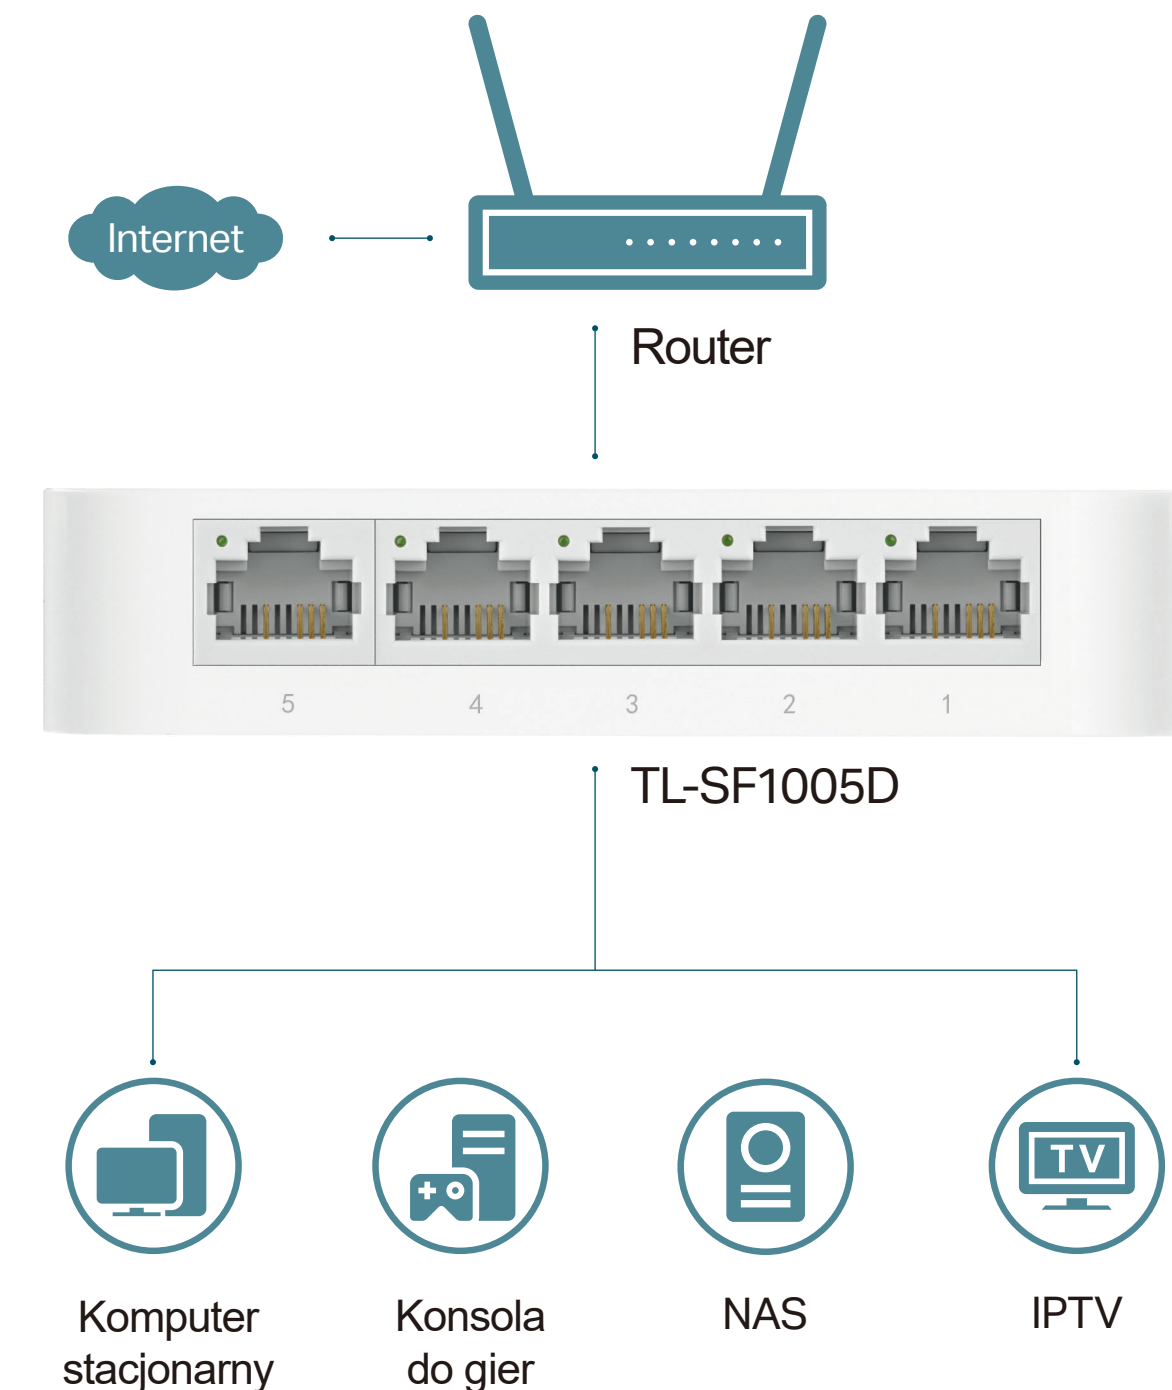 Internet
Router
5 4 3 2 1
TL-SF1005D
TV
Komputer
stacjonarny
Konsola
do gier
NAS
IPTV